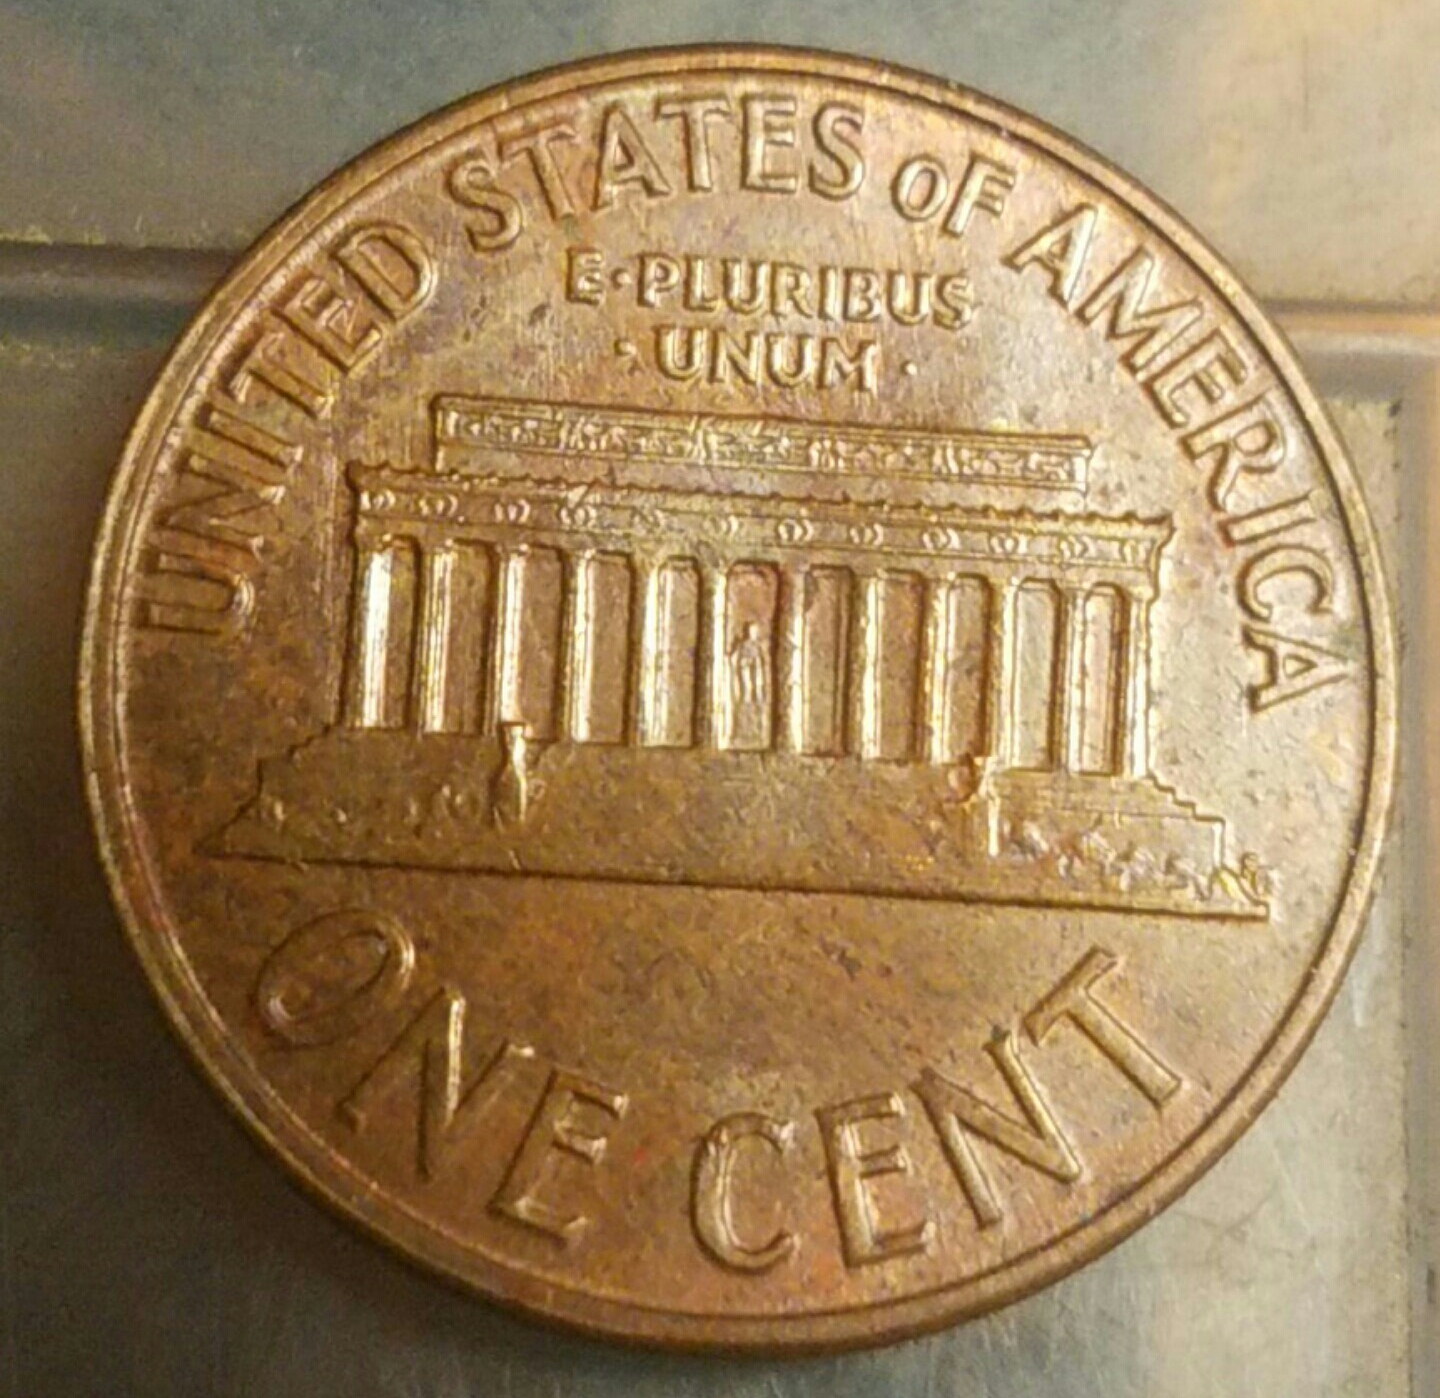 UNITED STATES OF AMERICA
E·PLURIBUS
·UNUM·
ONE CENT